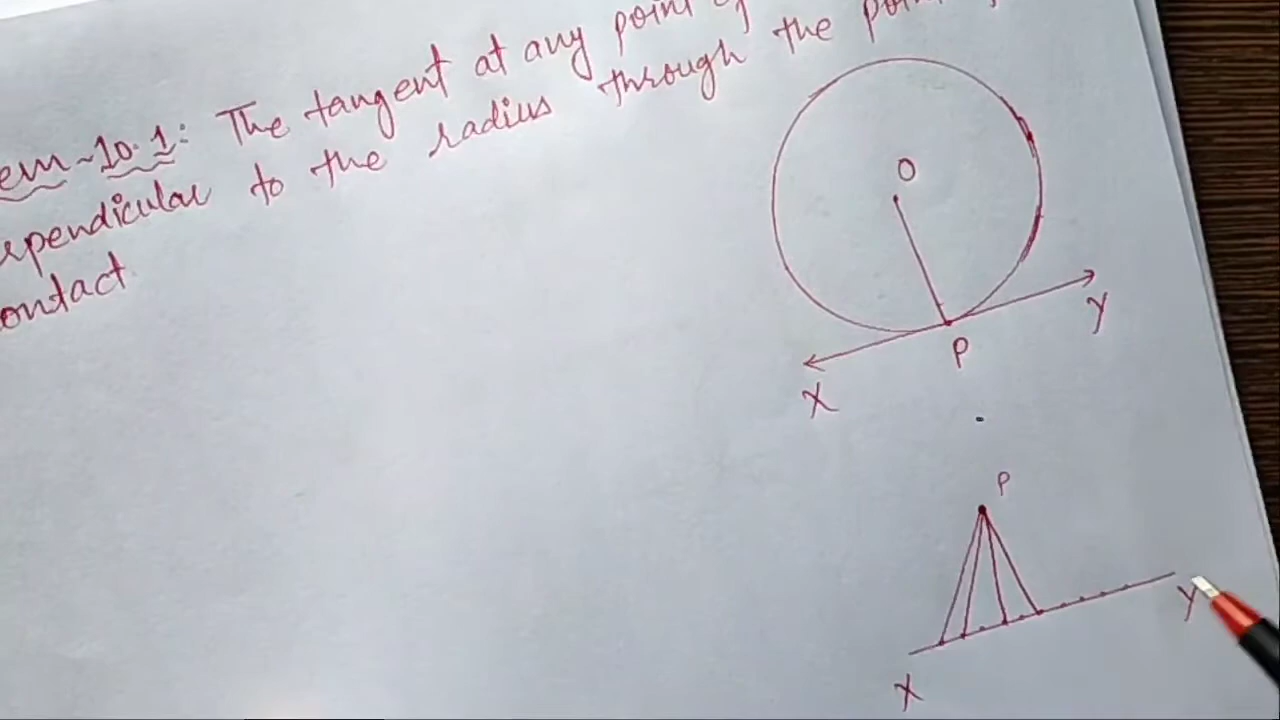 The tangent at any point
em-10.1:
perpendicular to the radius through the
contact
O
Y
P
X
P
Y
X